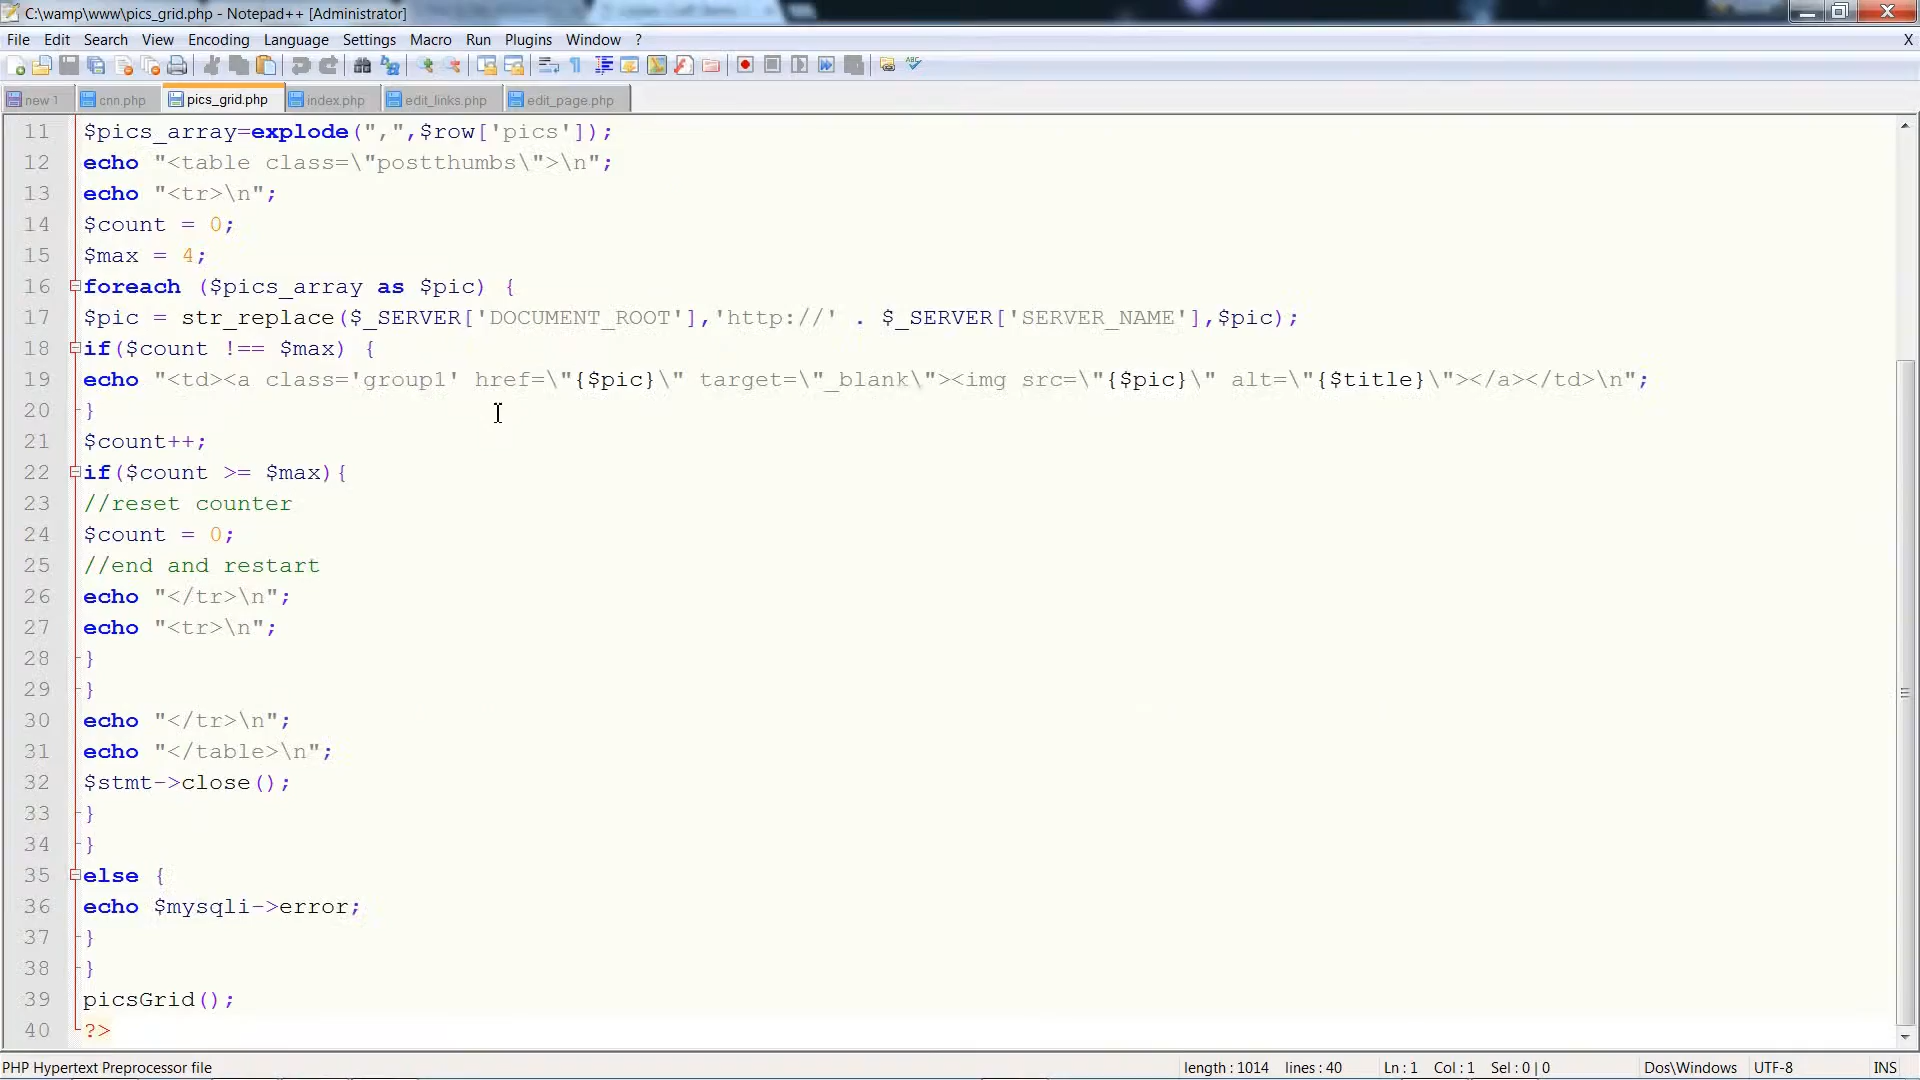 C:\wamp\www\pics_grid.php - Notepad++ [Administrator]
File Edit Search View Encoding Language Settings Macro Run Plugins Window ?
X
new 1 cnn.php pics_grid.php index.php edit_links.php edit_page.php
11 $pics_array=explode(",",$row['pics']);
12 echo "<table class=\"postthumbs\">\n";
13 echo "<tr>\n";
14 $count = 0;
15 $max = 4;
16 foreach ($pics_array as $pic) {
17 $pic = str_replace($_SERVER['DOCUMENT_ROOT'],'http://' . $_SERVER['SERVER_NAME'],$pic);
18 if($count !== $max) {
19 echo "<td><a class='group1' href=\"{$pic}\" target=\"_blank\"><img src=\"{$pic}\" alt=\"{$title}\"></a></td>\n";
20 }
21 $count++;
22 if($count >= $max){
23 //reset counter
24 $count = 0;
25 //end and restart
26 echo "</tr>\n";
27 echo "<tr>\n";
28 }
29 }
30 echo "</tr>\n";
31 echo "</table>\n";
32 $stmt->close();
33 }
34 }
35 else {
36 echo $mysqli->error;
37 }
38 }
39 picsGrid();
40 ?>
PHP Hypertext Preprocessor file length : 1014 lines : 40 Ln : 1 Col : 1 Sel : 0 | 0 Dos\Windows UTF-8 INS